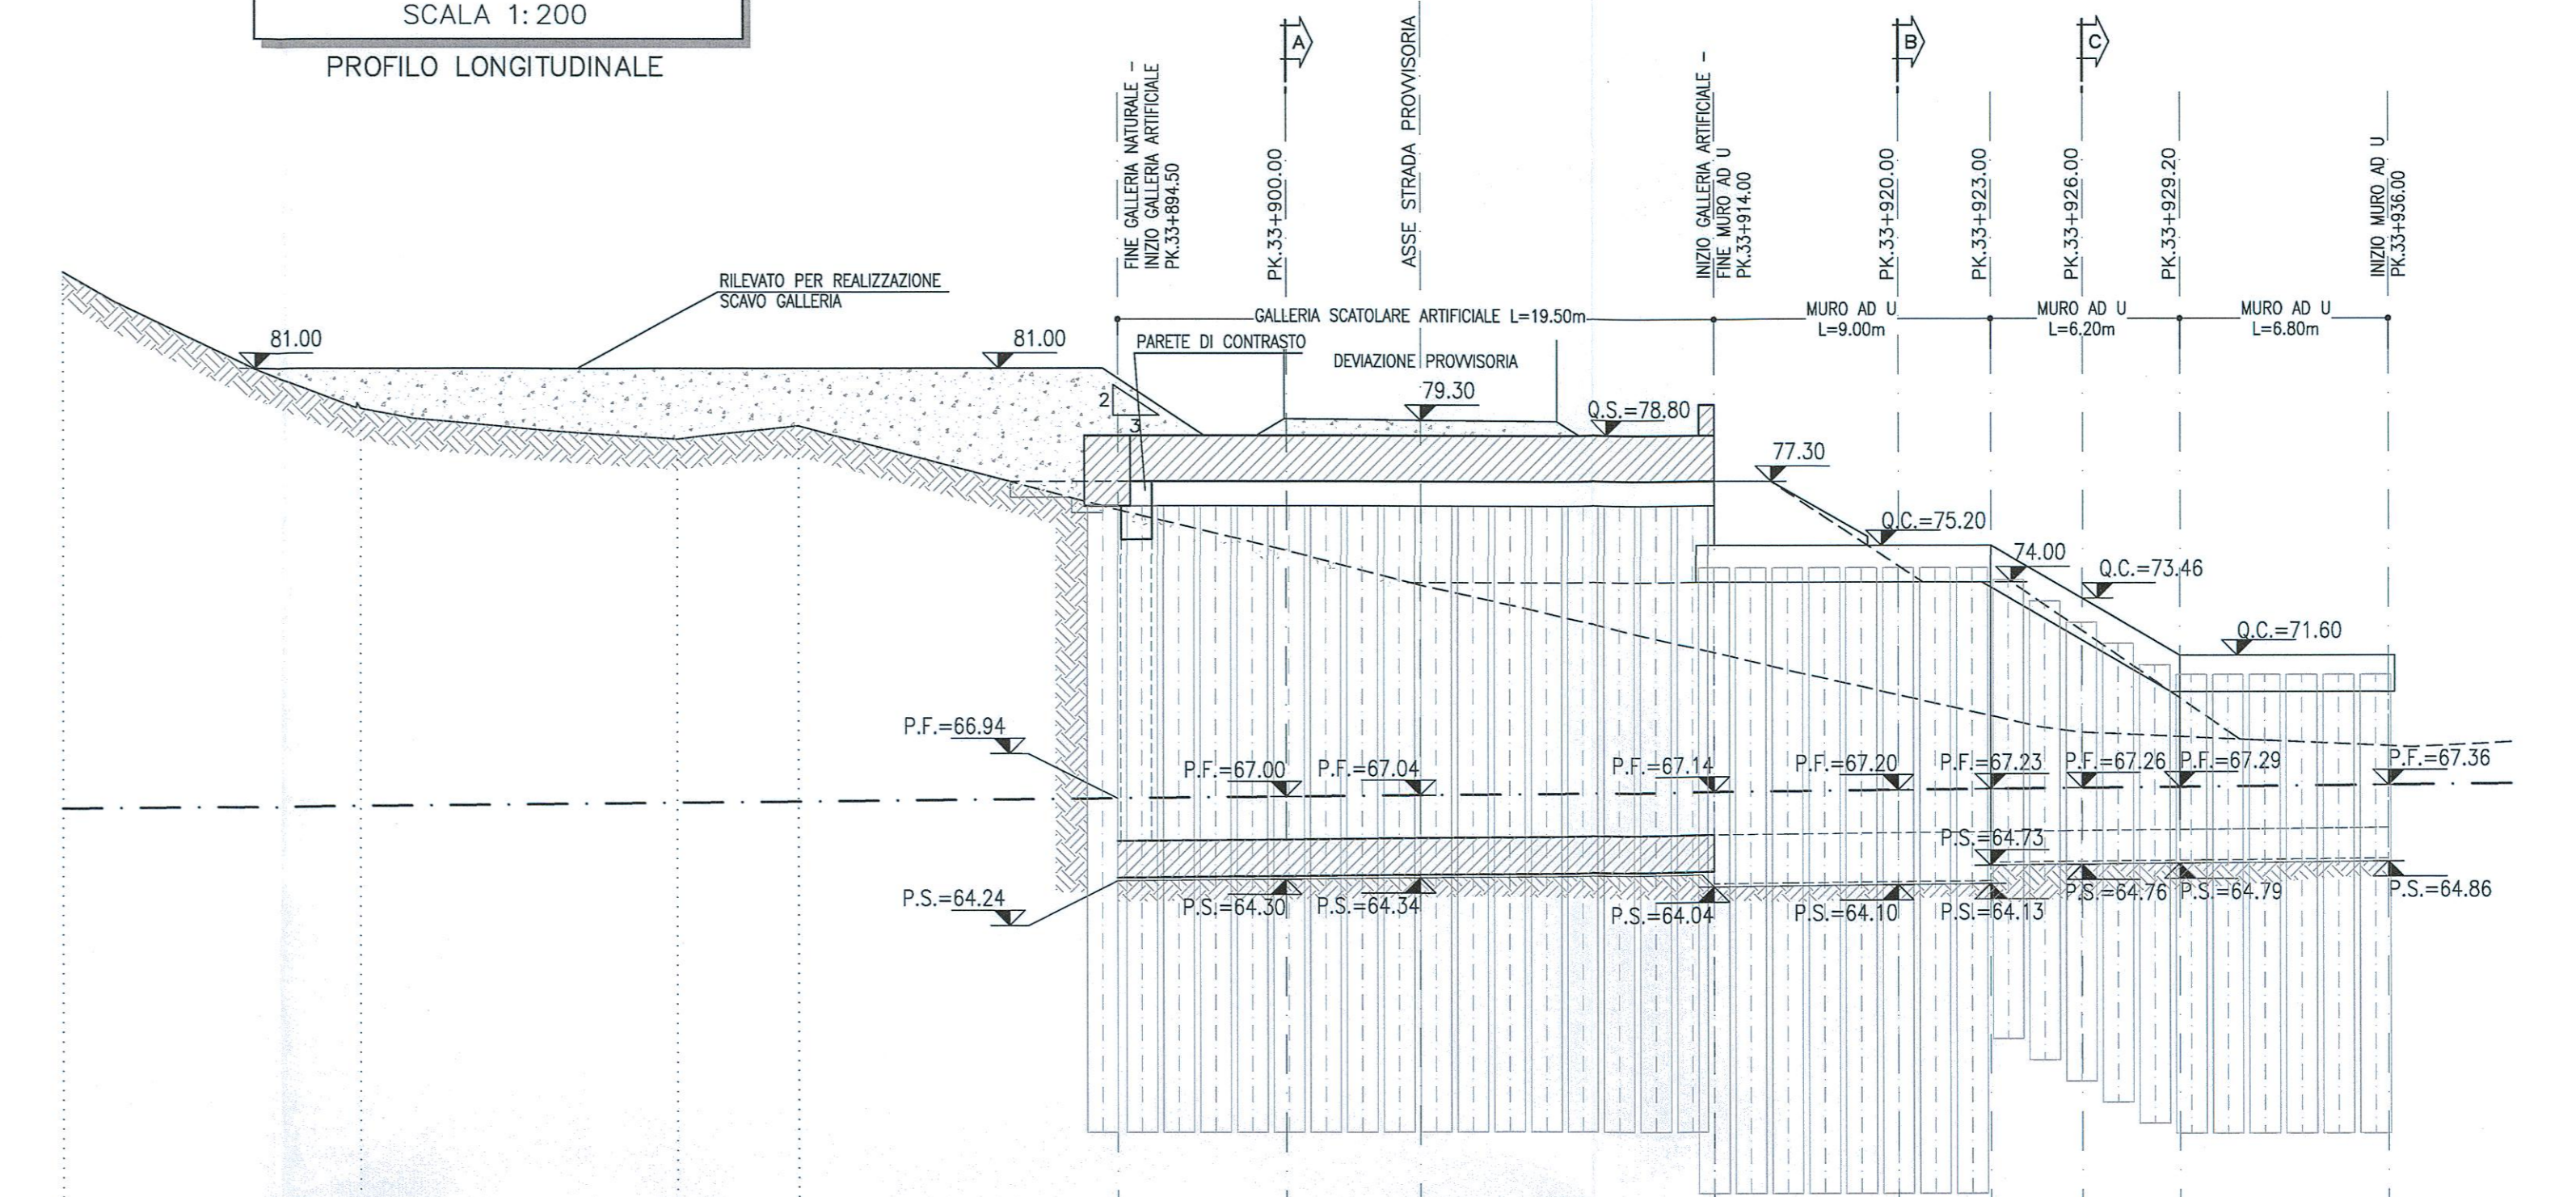 SCALA 1:200
PROFILO LONGITUDINALE
A
B
C
FINE GALLERIA NATURALE -
INIZIO GALLERIA ARTIFICIALE
PK.33+894.50
PK.33+900.00
ASSE STRADA PROVVISORIA
INIZIO GALLERIA ARTIFICIALE -
FINE MURO AD U
PK.33+914.00
PK.33+920.00
PK.33+923.00
PK.33+926.00
PK.33+929.20
INIZIO MURO AD U
PK.33+936.00
RILEVATO PER REALIZZAZIONE
SCAVO GALLERIA
GALLERIA SCATOLARE ARTIFICIALE L=19.50m
MURO AD U
L=9.00m
MURO AD U
L=6.20m
MURO AD U
L=6.80m
81.00
81.00
PARETE DI CONTRASTO
DEVIAZIONE PROVVISORIA
79.30
2
3
Q.S.=78.80
77.30
Q.C.=75.20
74.00
Q.C.=73.46
Q.C.=71.60
P.F.=66.94
P.F.=67.00
P.F.=67.04
P.F.=67.14
P.F.=67.20
P.F.=67.23
P.F.=67.26
P.F.=67.29
P.F.=67.36
P.S.=64.73
P.S.=64.24
P.S.=64.30
P.S.=64.34
P.S.=64.04
P.S.=64.10
P.S.=64.13
P.S.=64.76
P.S.=64.79
P.S.=64.86